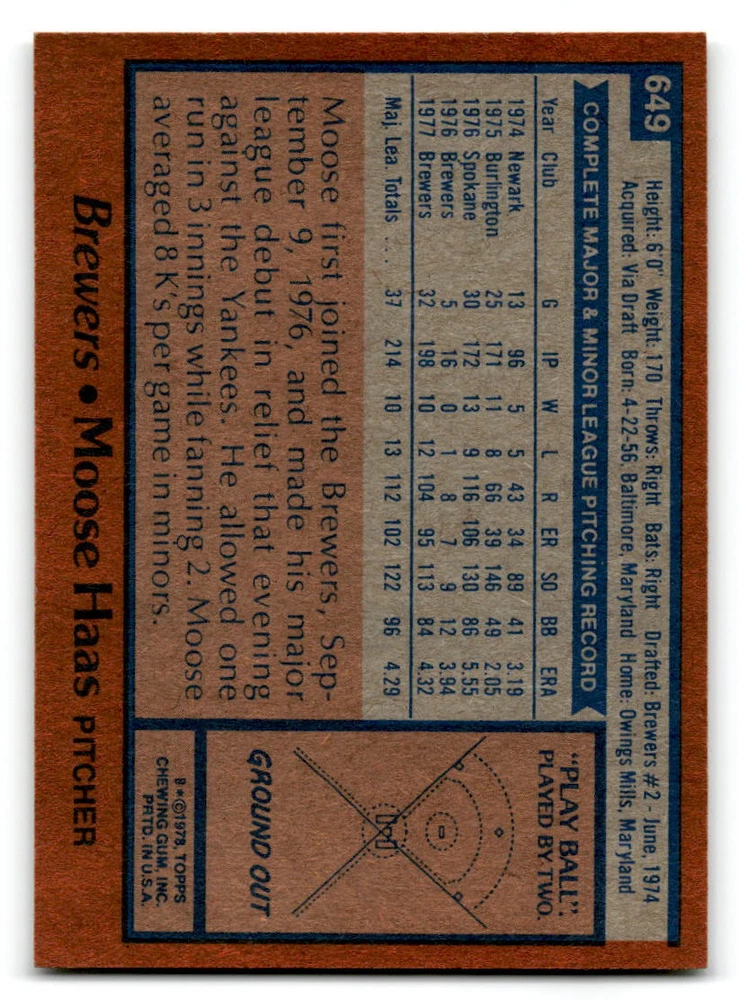 649
Height: 6'0" Weight: 170 Throws: Right Bats: Right Drafted: Brewers #2 - June, 1974
Acquired: Via Draft Born: 4-22-56, Baltimore, Maryland Home: Owings Mills, Maryland
COMPLETE MAJOR & MINOR LEAGUE PITCHING RECORD
Year Club G IP W L R ER SO BB ERA
1974 Newark 13 96 5 5 43 34 89 41 3.19
1975 Burlington 25 171 11 8 66 39 146 49 2.05
1976 Spokane 30 172 13 9 116 106 130 86 5.55
1976 Brewers 5 16 0 1 8 7 9 12 3.94
1977 Brewers 32 198 10 12 104 95 113 84 4.32
Maj. Lea. Totals .... 37 214 10 13 112 102 122 96 4.29
Moose first joined the Brewers, Sep-
tember 9, 1976, and made his major
league debut in relief that evening
against the Yankees. He allowed one
run in 3 innings while fanning 2. Moose
averaged 8 K's per game in minors.
"PLAY BALL"
PLAYED BY TWO.
GROUND OUT
B * © 1978, TOPPS
CHEWING GUM, INC.
PRTD. IN U.S.A.
Brewers • Moose Haas PITCHER